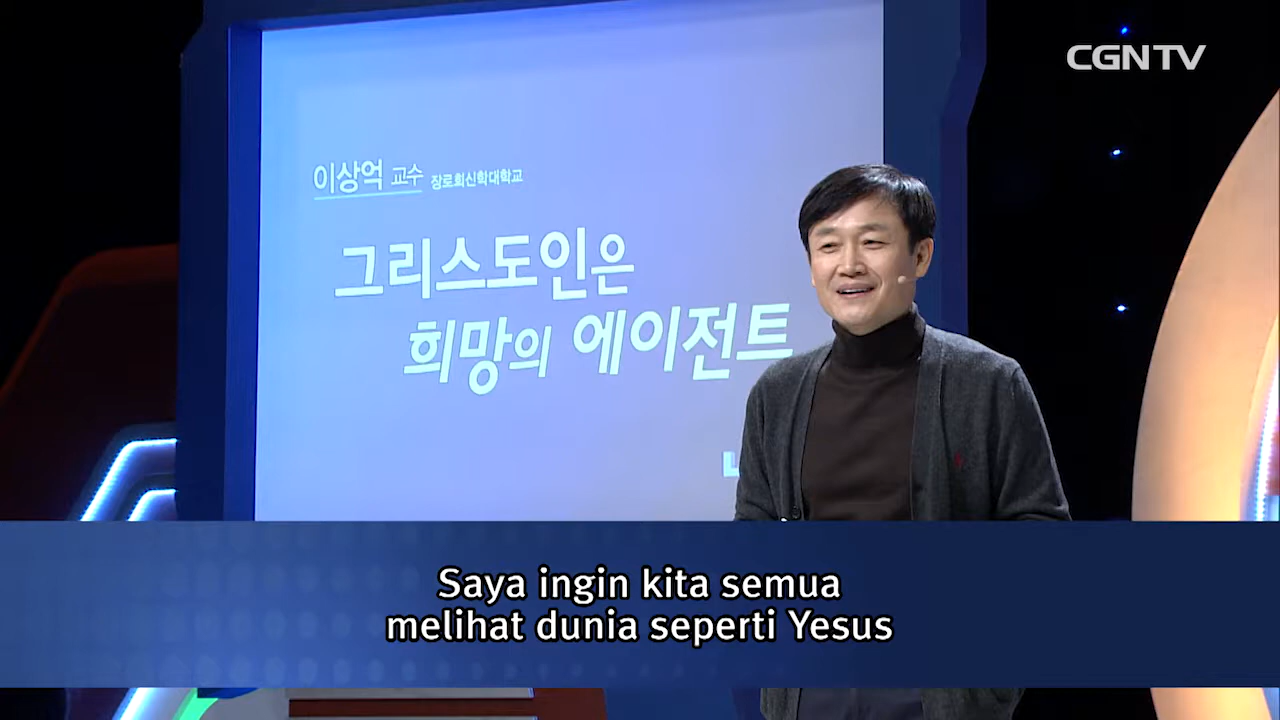 CGNTV
이상억 교수 장로회신학대학교
그리스도인은
희망의 에이전트
Saya ingin kita semua
melihat dunia seperti Yesus